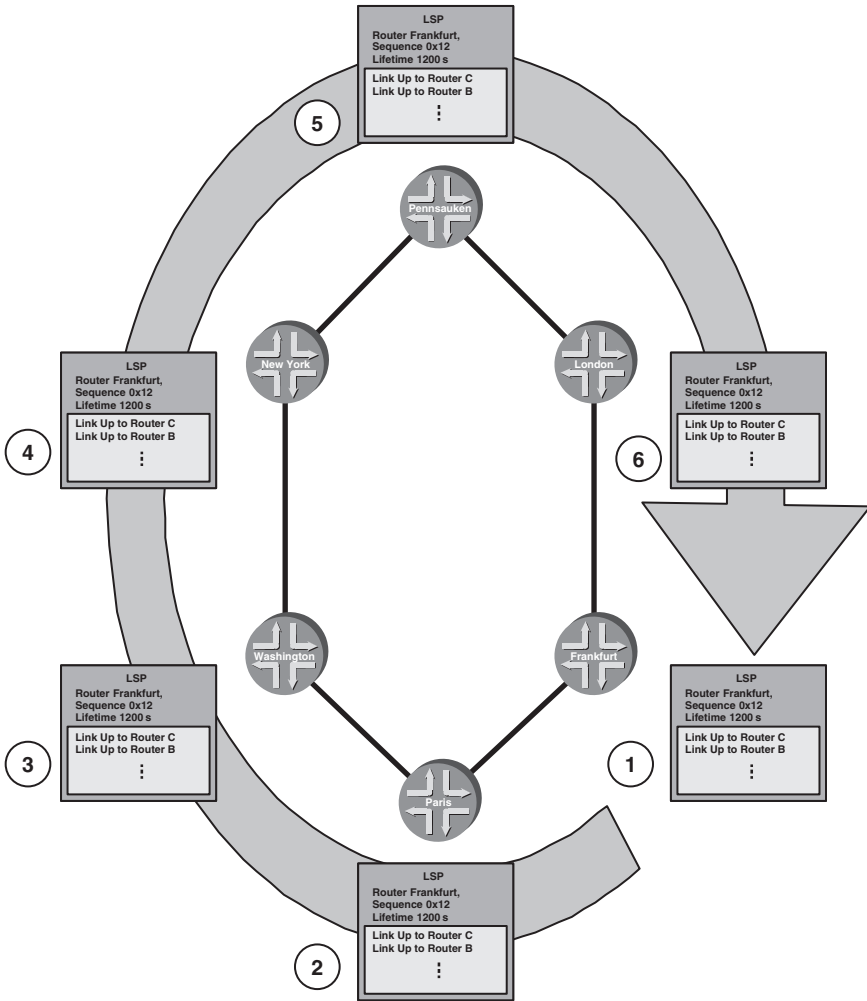 LSP
Router Frankfurt,
Sequence 0x12
Lifetime 1200 s
Link Up to Router C
Link Up to Router B
5
Pennsauken
New York
London
LSP
Router Frankfurt,
Sequence 0x12
Lifetime 1200 s
Link Up to Router C
Link Up to Router B
4
LSP
Router Frankfurt,
Sequence 0x12
Lifetime 1200 s
Link Up to Router C
Link Up to Router B
6
Washington
Frankfurt
LSP
Router Frankfurt,
Sequence 0x12
Lifetime 1200 s
Link Up to Router C
Link Up to Router B
3
LSP
Router Frankfurt,
Sequence 0x12
Lifetime 1200 s
Link Up to Router C
Link Up to Router B
1
Paris
LSP
Router Frankfurt,
Sequence 0x12
Lifetime 1200 s
Link Up to Router C
Link Up to Router B
2